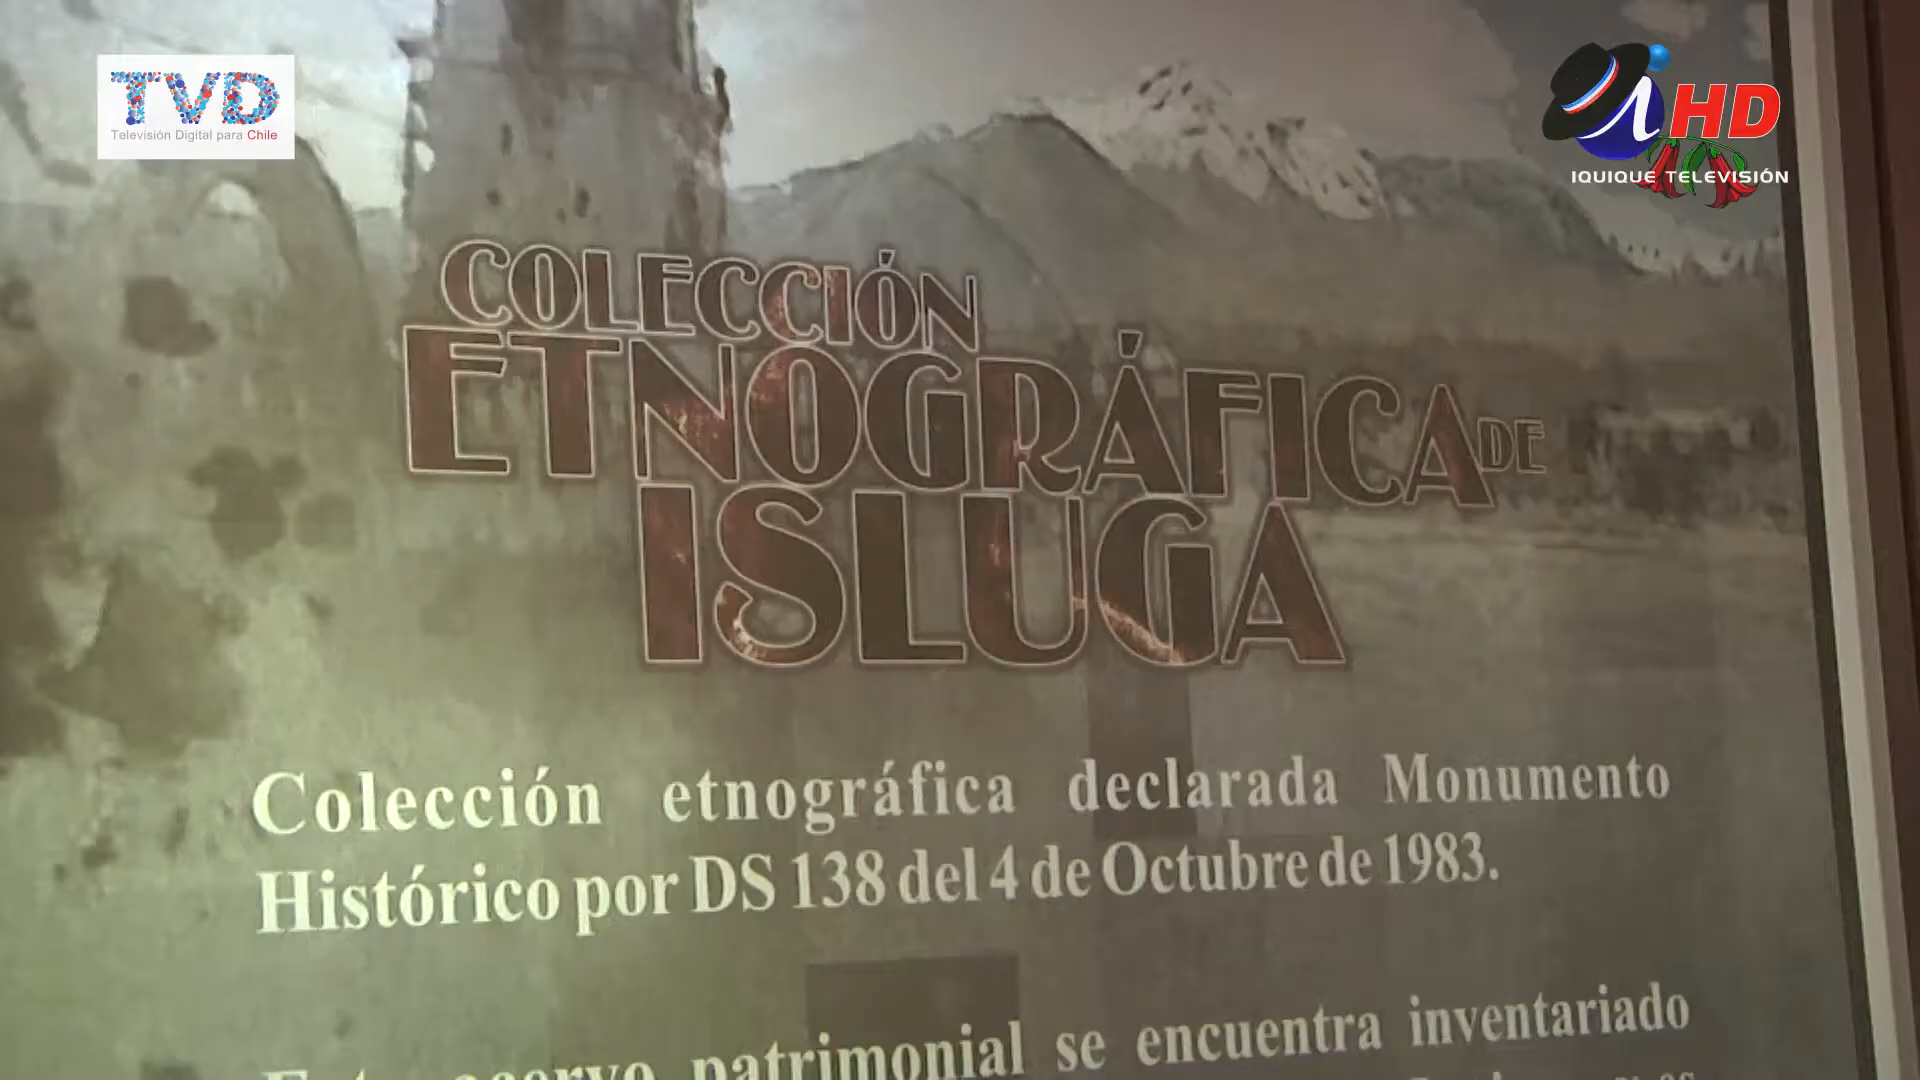 TVD
Televisión Digital para Chile
HD
IQUIQUE TELEVISIÓN
COLECCIÓN
ETNOGRÁFICA DE
ISLUGA
Colección etnográfica declarada Monumento
Histórico por DS 138 del 4 de Octubre de 1983.
patrimonial se encuentra inventariado